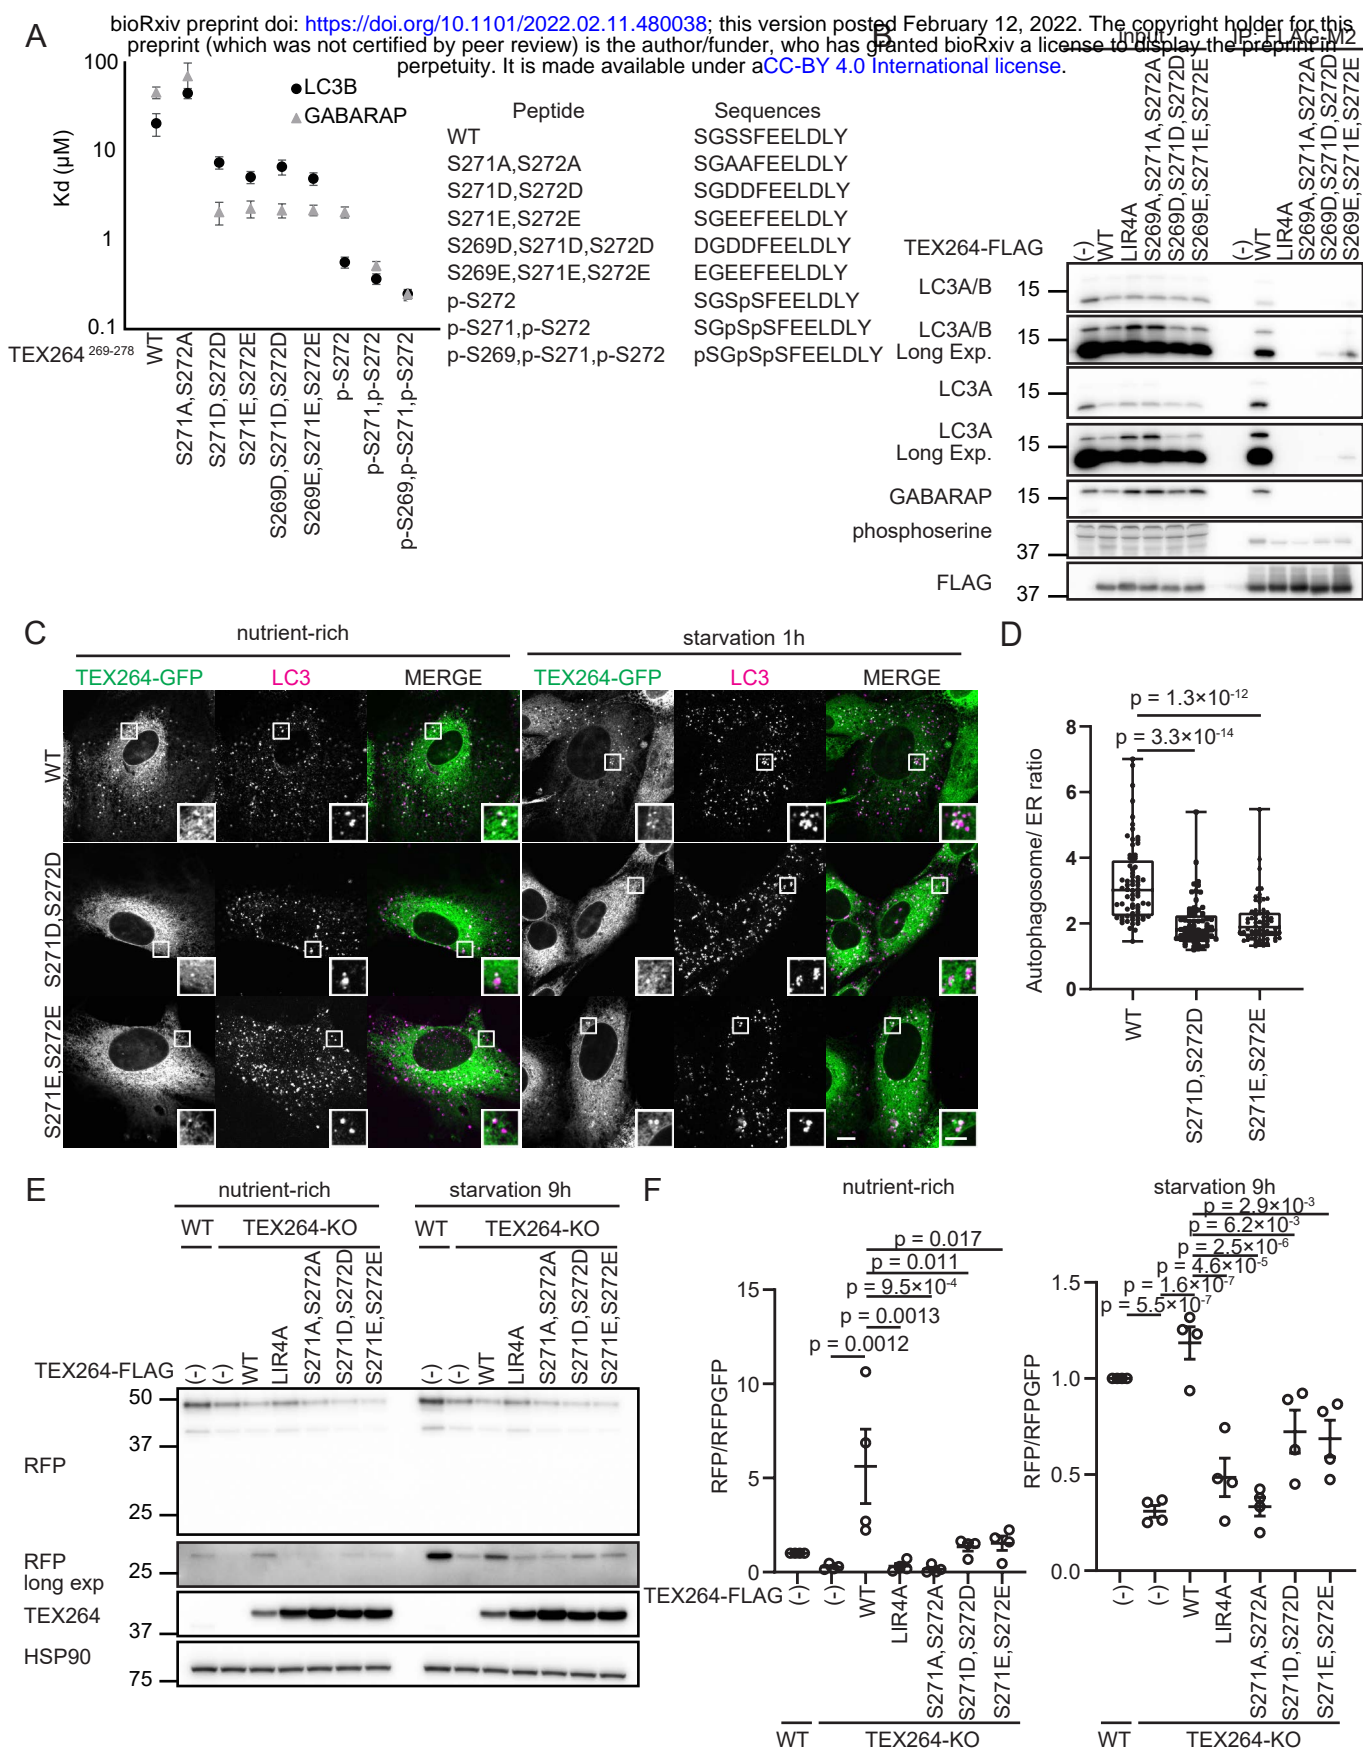 bioRxiv preprint doi: https://doi.org/10.1101/2022.02.11.480038; this version posted February 12, 2022. The copyright holder for this
preprint (which was not certified by peer review) is the author/funder, who has granted bioRxiv a license to display the preprint in
perpetuity. It is made available under aCC-BY 4.0 International license.
A
100
10
1
0.1
Kd (μM)
LC3B
GABARAP
TEX264 269-278
WT
S271A,S272A
S271D,S272D
S271E,S272E
S269D,S271D,S272D
S269E,S271E,S272E
p-S272
p-S271,p-S272
p-S269,p-S271,p-S272
Peptide Sequences
WT SGSSFEELDLY
S271A,S272A SGAAFEELDLY
S271D,S272D SGDDFEELDLY
S271E,S272E SGEEFEELDLY
S269D,S271D,S272D DGDDFEELDLY
S269E,S271E,S272E EGEEFEELDLY
p-S272 SGSpSFEELDLY
p-S271,p-S272 SGpSpSFEELDLY
p-S269,p-S271,p-S272 pSGpSpSFEELDLY
B
input IP: FLAG-M2
TEX264-FLAG
(-)
WT
LIR4A
S269A,S271A,S272A
S269D,S271D,S272D
S269E,S271E,S272E
(-)
WT
LIR4A
S269A,S271A,S272A
S269D,S271D,S272D
S269E,S271E,S272E
LC3A/B 15
LC3A/B 15
Long Exp.
LC3A 15
LC3A 15
Long Exp.
GABARAP 15
phosphoserine
37
FLAG 37
C
nutrient-rich starvation 1h
TEX264-GFP LC3 MERGE TEX264-GFP LC3 MERGE
WT
S271D,S272D
S271E,S272E
D
p = 1.3×10-12
p = 3.3×10-14
8
6
4
2
0
Autophagosome/ ER ratio
WT
S271D,S272D
S271E,S272E
E
nutrient-rich starvation 9h
WT TEX264-KO WT TEX264-KO
TEX264-FLAG
(-)
(-)
WT
LIR4A
S271A,S272A
S271D,S272D
S271E,S272E
(-)
(-)
WT
LIR4A
S271A,S272A
S271D,S272D
S271E,S272E
50
37
RFP
25
RFP
long exp 25
TEX264
37
HSP90
75
F
nutrient-rich
p = 0.017
p = 0.011
p = 9.5×10-4
p = 0.0013
p = 0.0012
15
10
5
0
RFP/RFPGFP
TEX264-FLAG
(-)
(-)
WT
LIR4A
S271A,S272A
S271D,S272D
S271E,S272E
WT TEX264-KO
starvation 9h
p = 2.9×10-3
p = 6.2×10-3
p = 2.5×10-6
p = 4.6×10-5
p = 1.6×10-7
p = 5.5×10-7
1.5
1.0
0.5
0.0
RFP/RFPGFP
(-)
(-)
WT
LIR4A
S271A,S272A
S271D,S272D
S271E,S272E
WT TEX264-KO